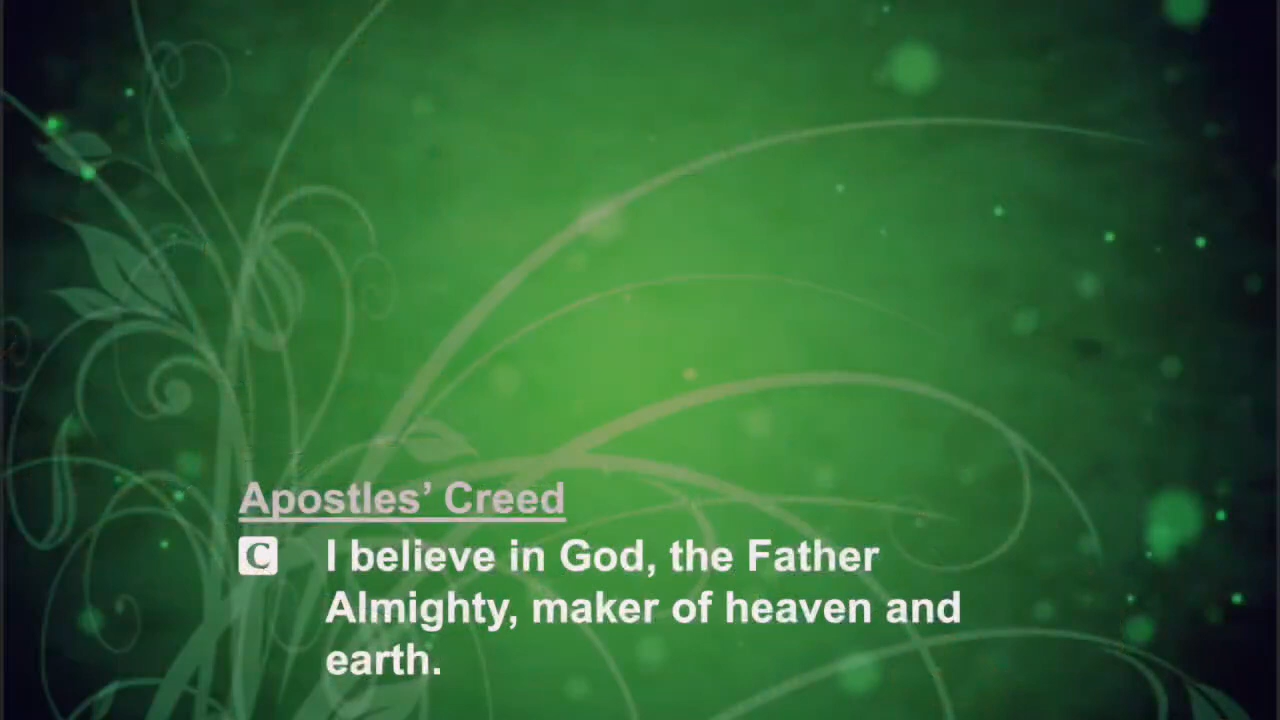 Apostles’ Creed
C I believe in God, the Father
Almighty, maker of heaven and
earth.